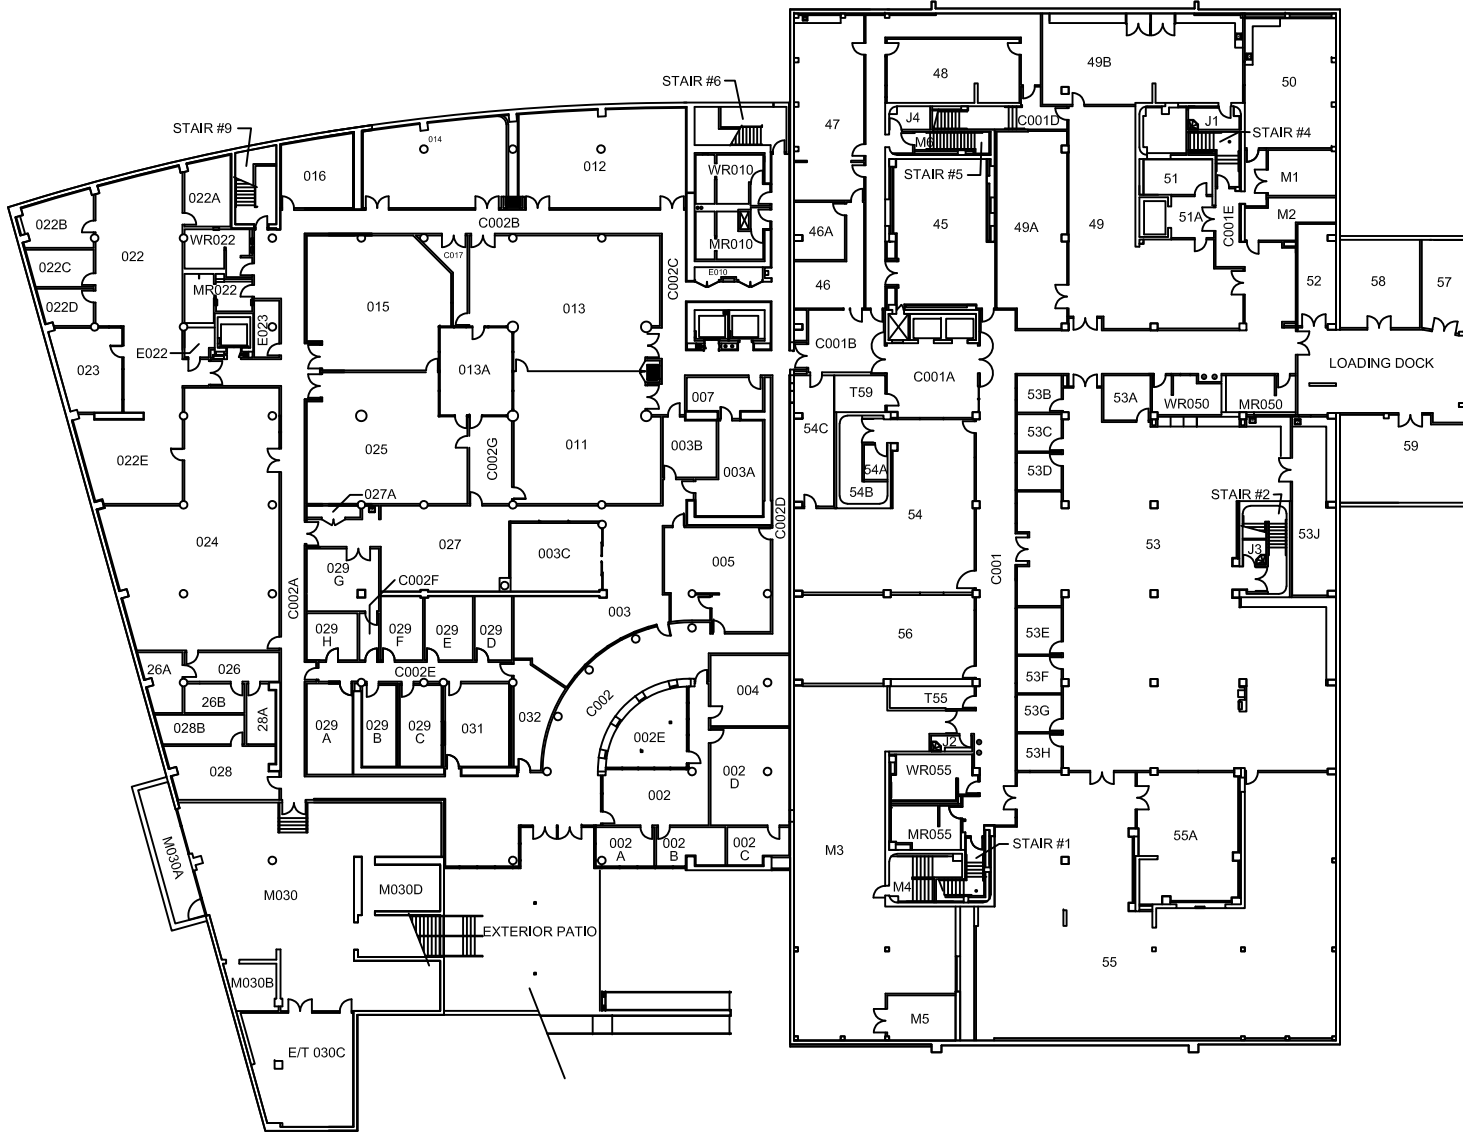 STAIR #6
STAIR #9
014
012
016
WR010
022A
022B
C002B
WR022
MR010
022
022C
C017
C002C
E010
MR022
022D
015
013
E023
E022
023
013A
007
003B
022E
025
C002G
011
003A
027A
C002D
024
027
003C
005
029
G
C002F
C002A
003
029
H
029
F
029
E
029
D
26A
026
C002E
004
26B
C002
28A
028B
029
A
029
B
029
C
031
032
002E
028
002
D
002
M030A
002
A
002
B
002
C
M030D
M030
EXTERIOR PATIO
M030B
E/T 030C
48
49B
50
47
J4
C001D
J1
M6
STAIR #4
STAIR #5
51
M1
51A
M2
46A
45
49A
49
C001E
46
52
58
57
C001B
C001A
LOADING DOCK
T59
53B
53A
WR050
MR050
54C
53C
59
54A
53D
54B
STAIR #2
54
53
53J
J3
C001
56
53E
53F
T55
53G
J2
53H
WR055
MR055
STAIR #1
55A
M3
M4
55
M5